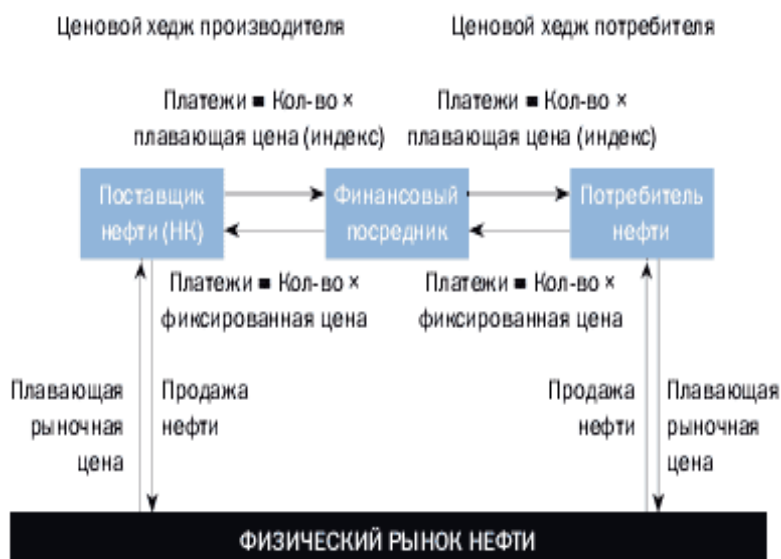 Ценовой хедж производителя
Ценовой хедж потребителя
Платежи = Кол-во ×
плавающая цена (индекс)
Платежи = Кол-во ×
плавающая цена (индекс)
Поставщик
нефти (НК)
Финансовый
посредник
Потребитель
нефти
Платежи = Кол-во ×
фиксированная цена
Платежи = Кол-во ×
фиксированная цена
Плавающая
рыночная
цена
Продажа
нефти
Продажа
нефти
Плавающая
рыночная
цена
ФИЗИЧЕСКИЙ РЫНОК НЕФТИ